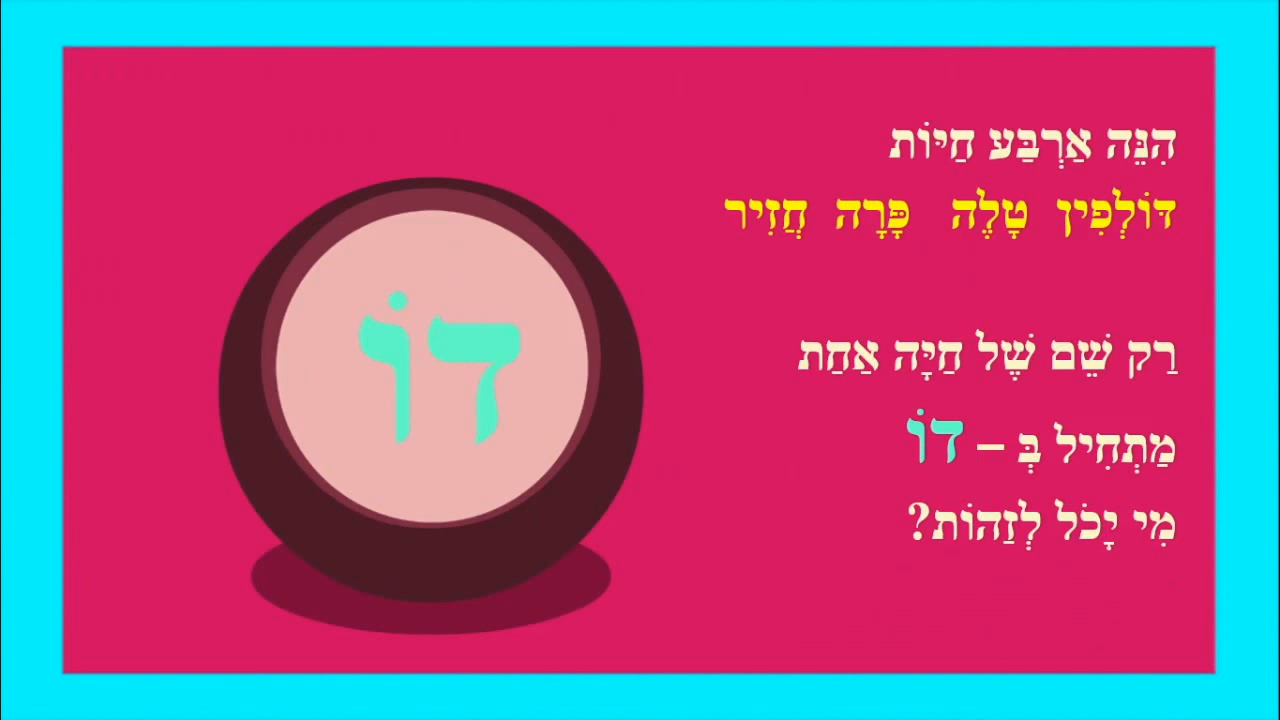 הִנֵּה אַרְבַּע חַיּוֹת
דּוֹלְפִין טָלֶה פָּרָה חֲזִיר
דוֹ
רַק שֵׁם שֶׁל חַיָּה אַחַת
מַתְחִיל בְּ – דוֹ
מִי יָכֹל לְזַהוֹת?